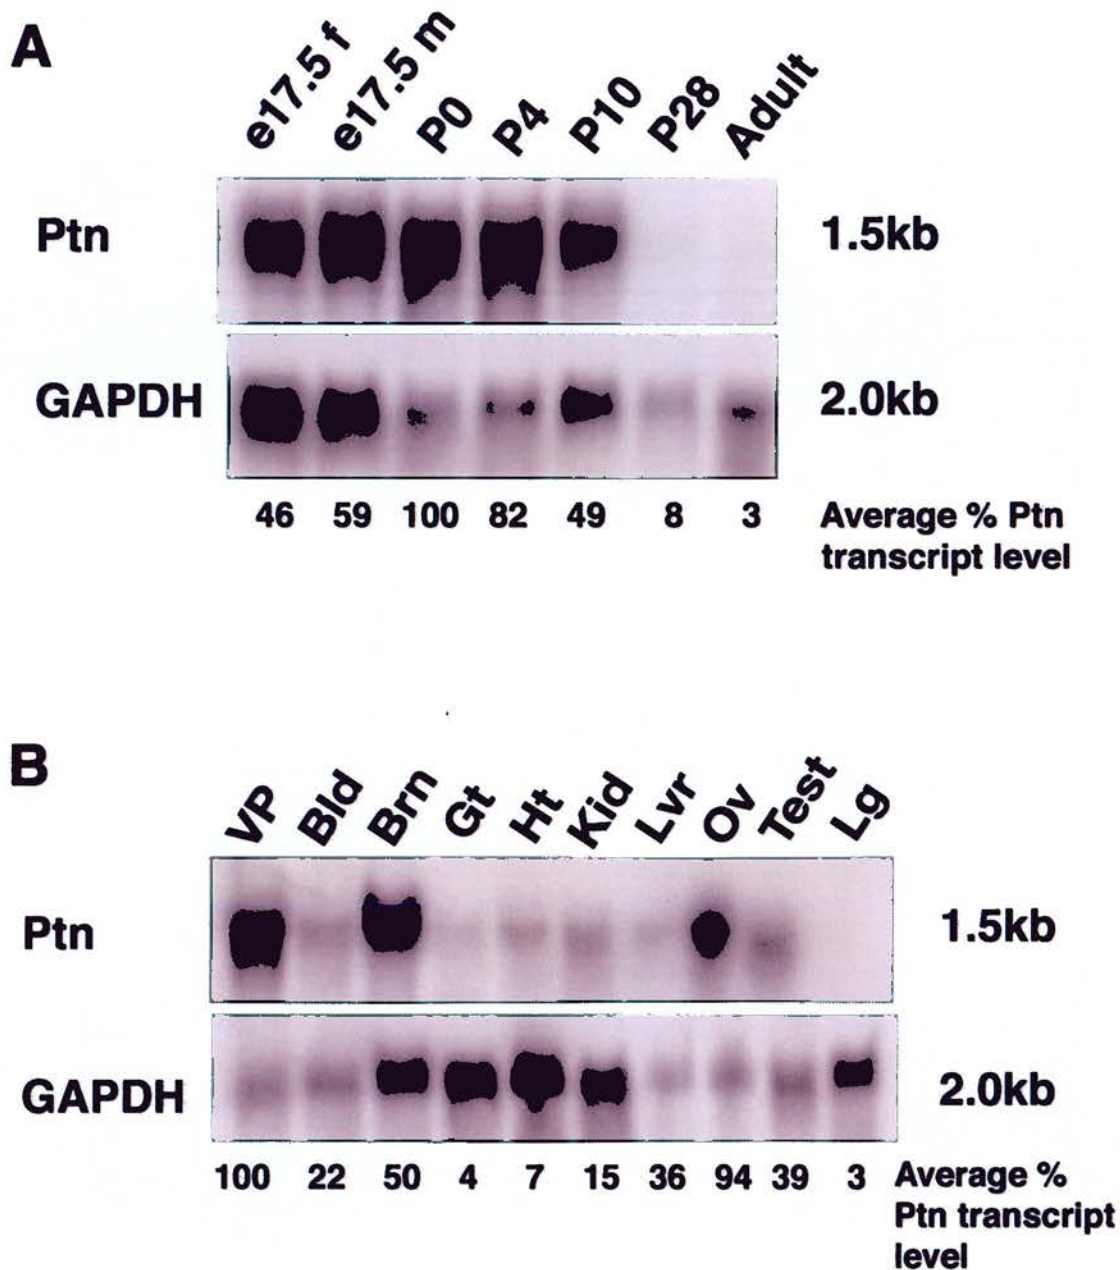 A
e17.5 f e17.5 m P0 P4 P10 P28 Adult
Ptn 1.5kb
GAPDH 2.0kb
46 59 100 82 49 8 3 Average % Ptn
transcript level
B
VP Bld Brn Gt Ht Kid Lvr Ov Test Lg
Ptn 1.5kb
GAPDH 2.0kb
100 22 50 4 7 15 36 94 39 3 Average %
Ptn transcript
level